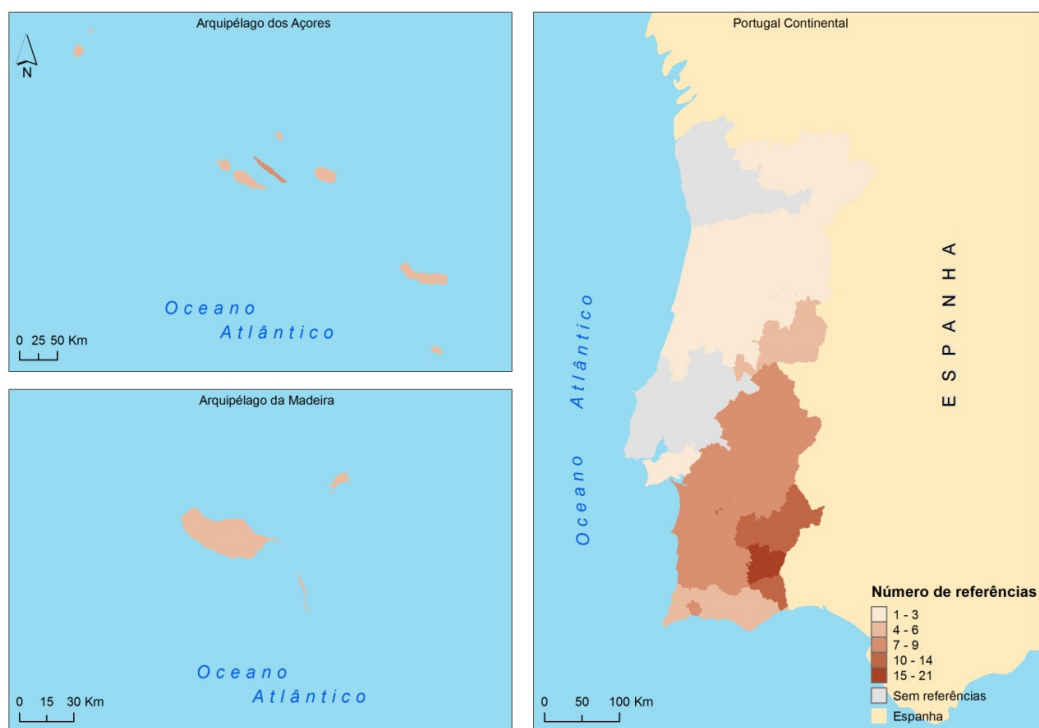 Arquipélago dos Açores
N
Oceano
Atlântico
0 25 50 Km
Arquipélago da Madeira
Oceano
Atlântico
0 15 30 Km
Portugal Continental
Oceano Atlântico
ESPANHA
Número de referências
1 - 3
4 - 6
7 - 9
10 - 14
15 - 21
Sem referências
Espanha
0 50 100 Km